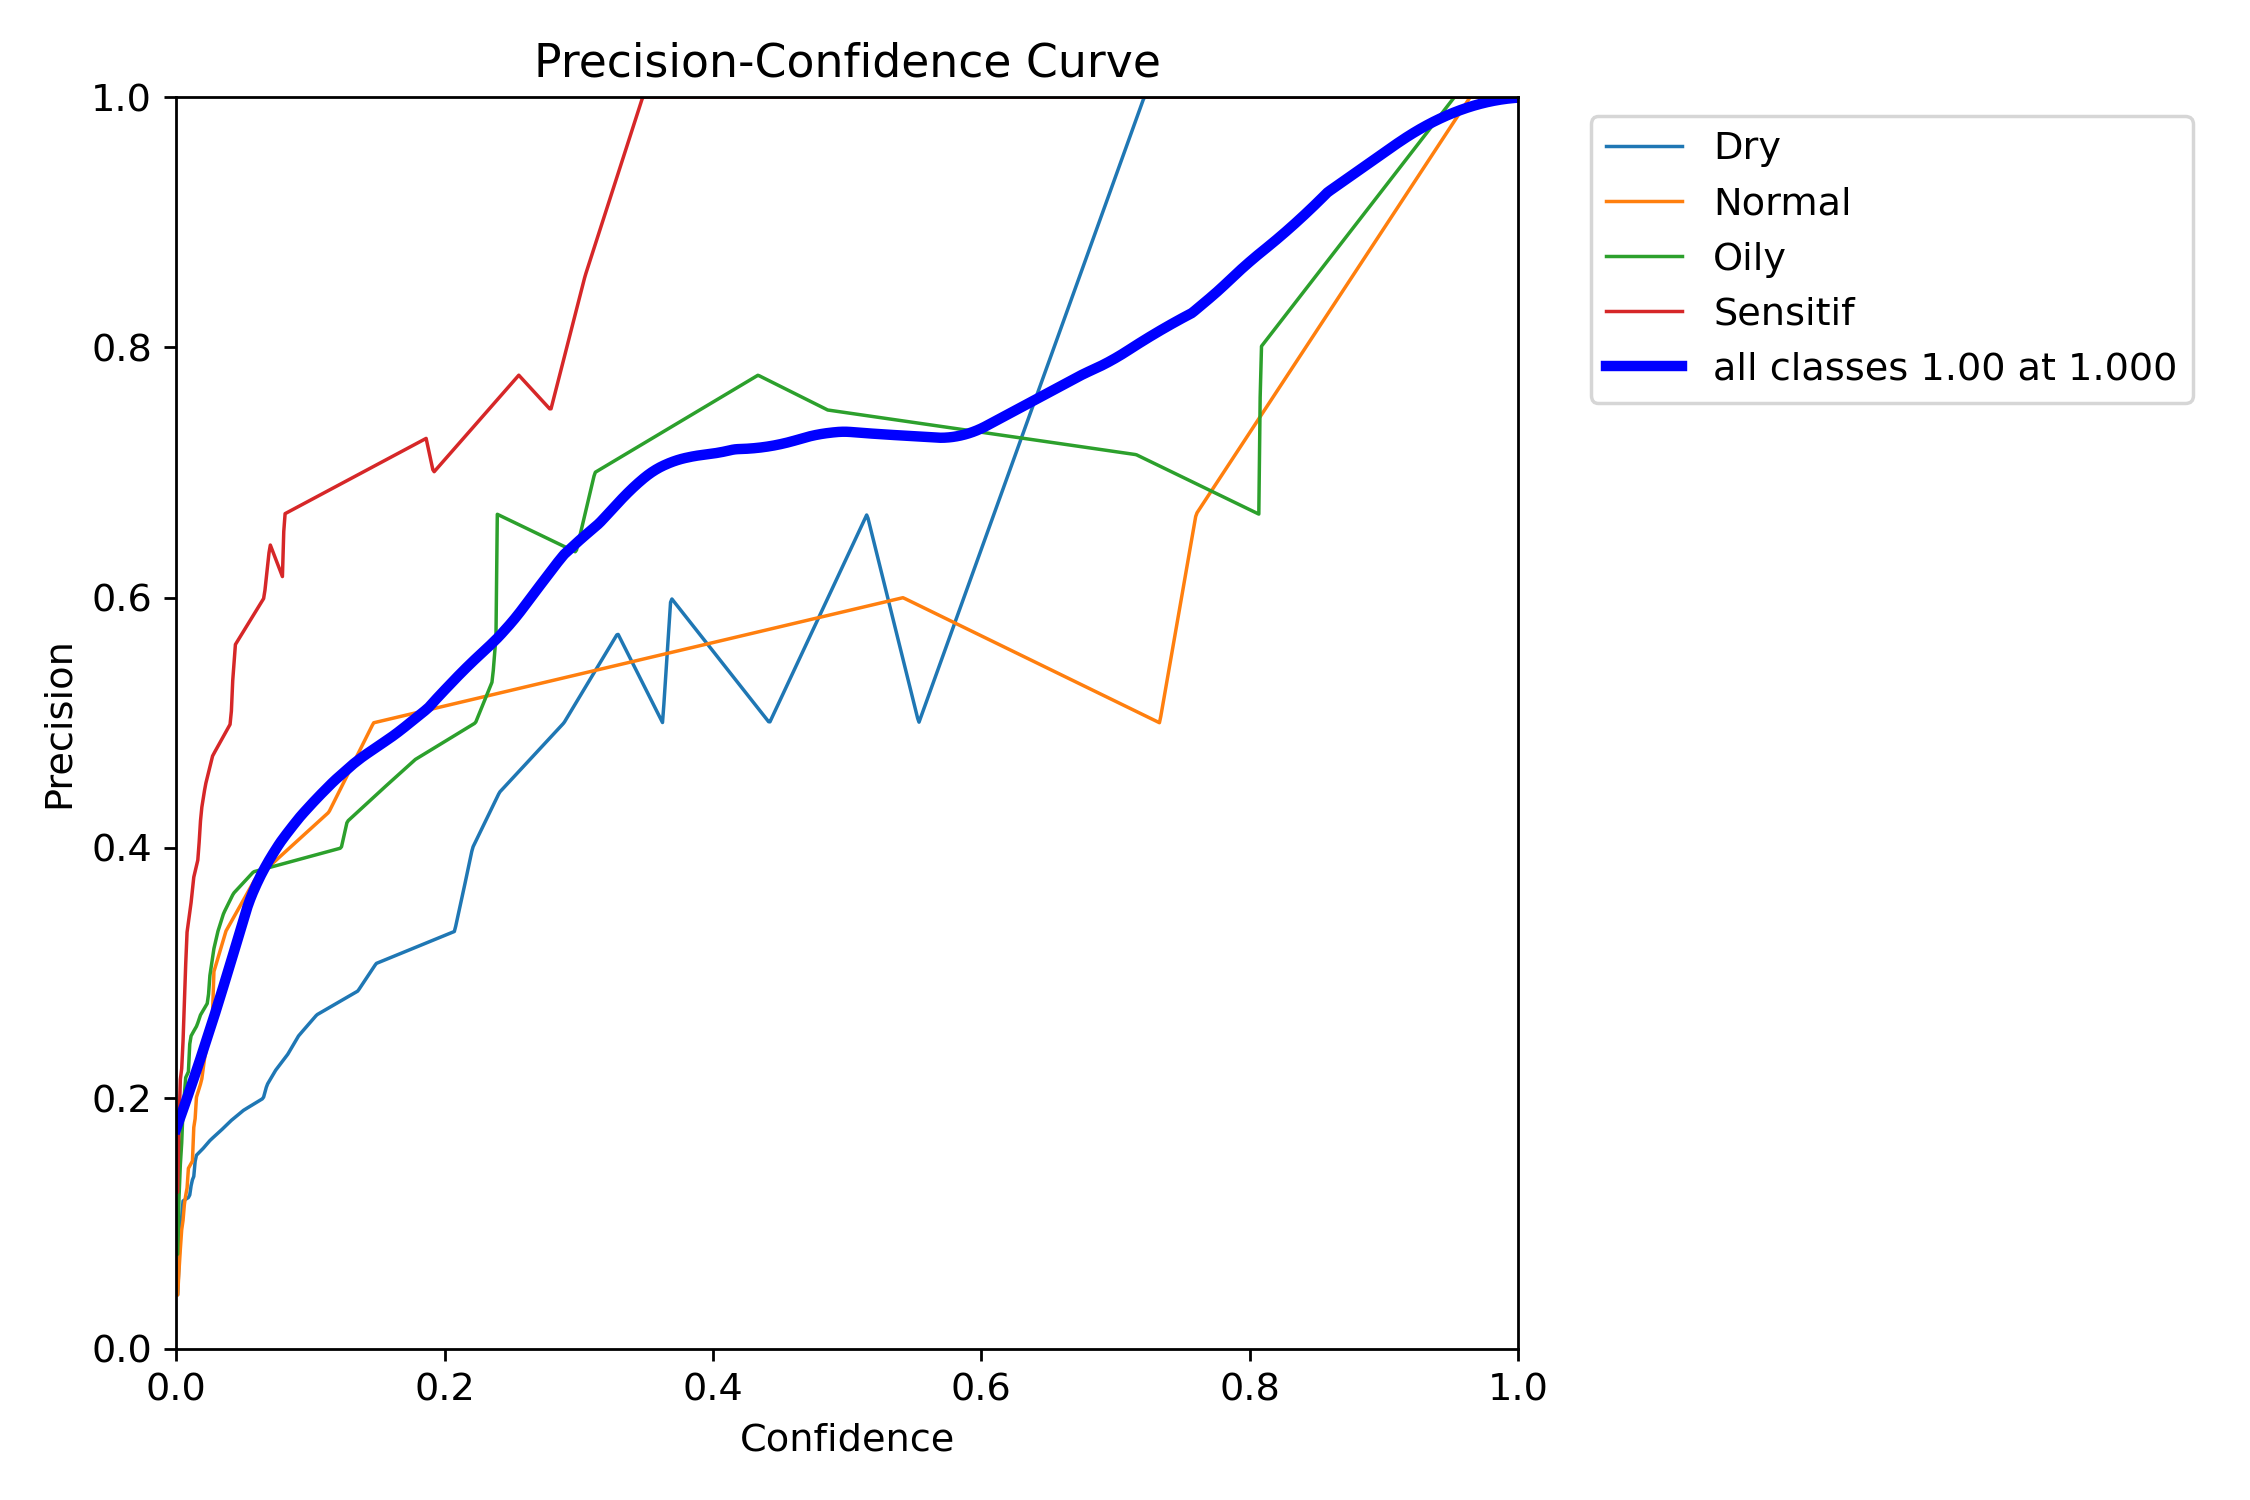 Precision-Confidence Curve
1.0
0.8
0.6
0.4
0.2
0.0
Precision
0.0 0.2 0.4 0.6 0.8 1.0
Confidence
Dry
Normal
Oily
Sensitif
all classes 1.00 at 1.000